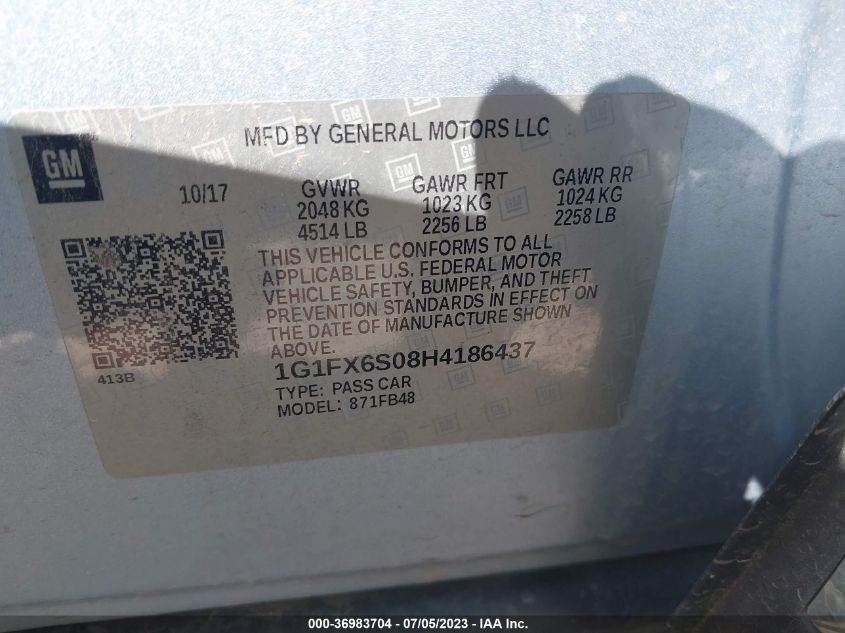 MFD BY GENERAL MOTORS LLC
GM
10/17
GVWR
2048 KG
4514 LB
GAWR FRT
1023 KG
2256 LB
GAWR RR
1024 KG
2258 LB
THIS VEHICLE CONFORMS TO ALL
APPLICABLE U.S. FEDERAL MOTOR
VEHICLE SAFETY, BUMPER, AND THEFT
PREVENTION STANDARDS IN EFFECT ON
THE DATE OF MANUFACTURE SHOWN
ABOVE.
413B
1G1FX6S08H4186437
TYPE: PASS CAR
MODEL: 871FB48
000-36983704 - 07/05/2023 - IAA Inc.